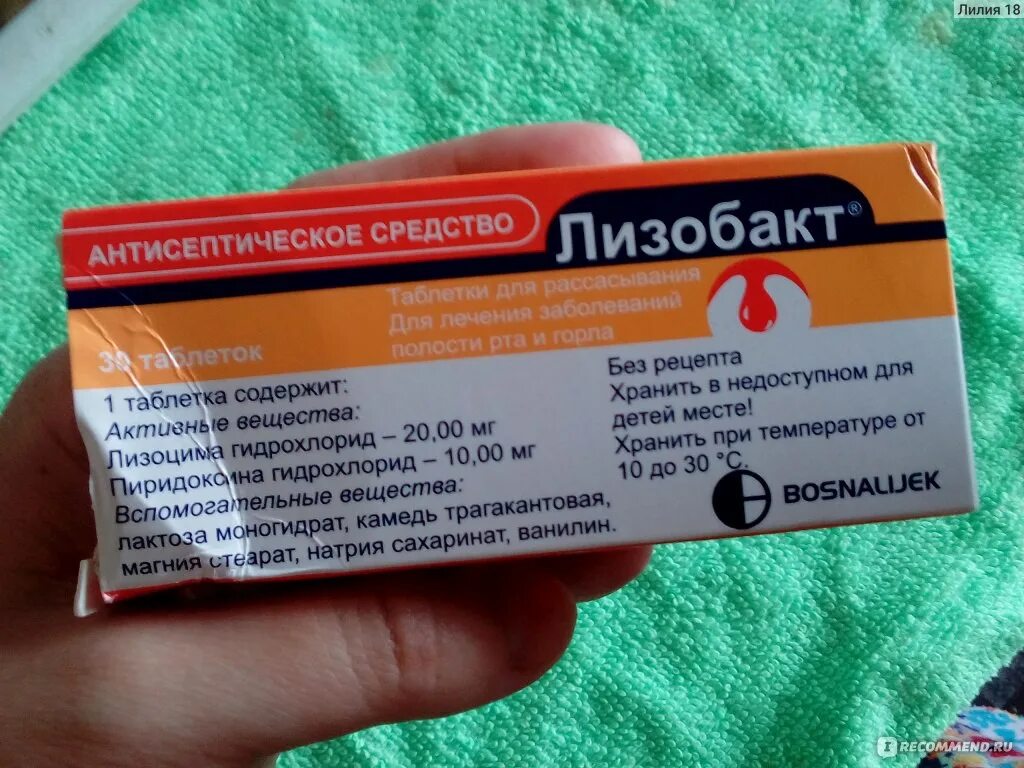 Лилия 18
АНТИСЕПТИЧЕСКОЕ СРЕДСТВО
Лизобакт®
Таблетки для рассасывания
Для лечения заболеваний
полости рта и горла
30 таблеток
1 таблетка содержит:
Активные вещества:
Лизоцима гидрохлорид – 20,00 мг
Пиридоксина гидрохлорид – 10,00 мг
Вспомогательные вещества:
лактоза моногидрат, камедь трагакантовая,
магния стеарат, натрия сахаринат, ванилин.
Без рецепта
Хранить в недоступном для
детей месте!
Хранить при температуре от
10 до 30 °С.
BOSNALIJEK
IRECOMMEND.RU